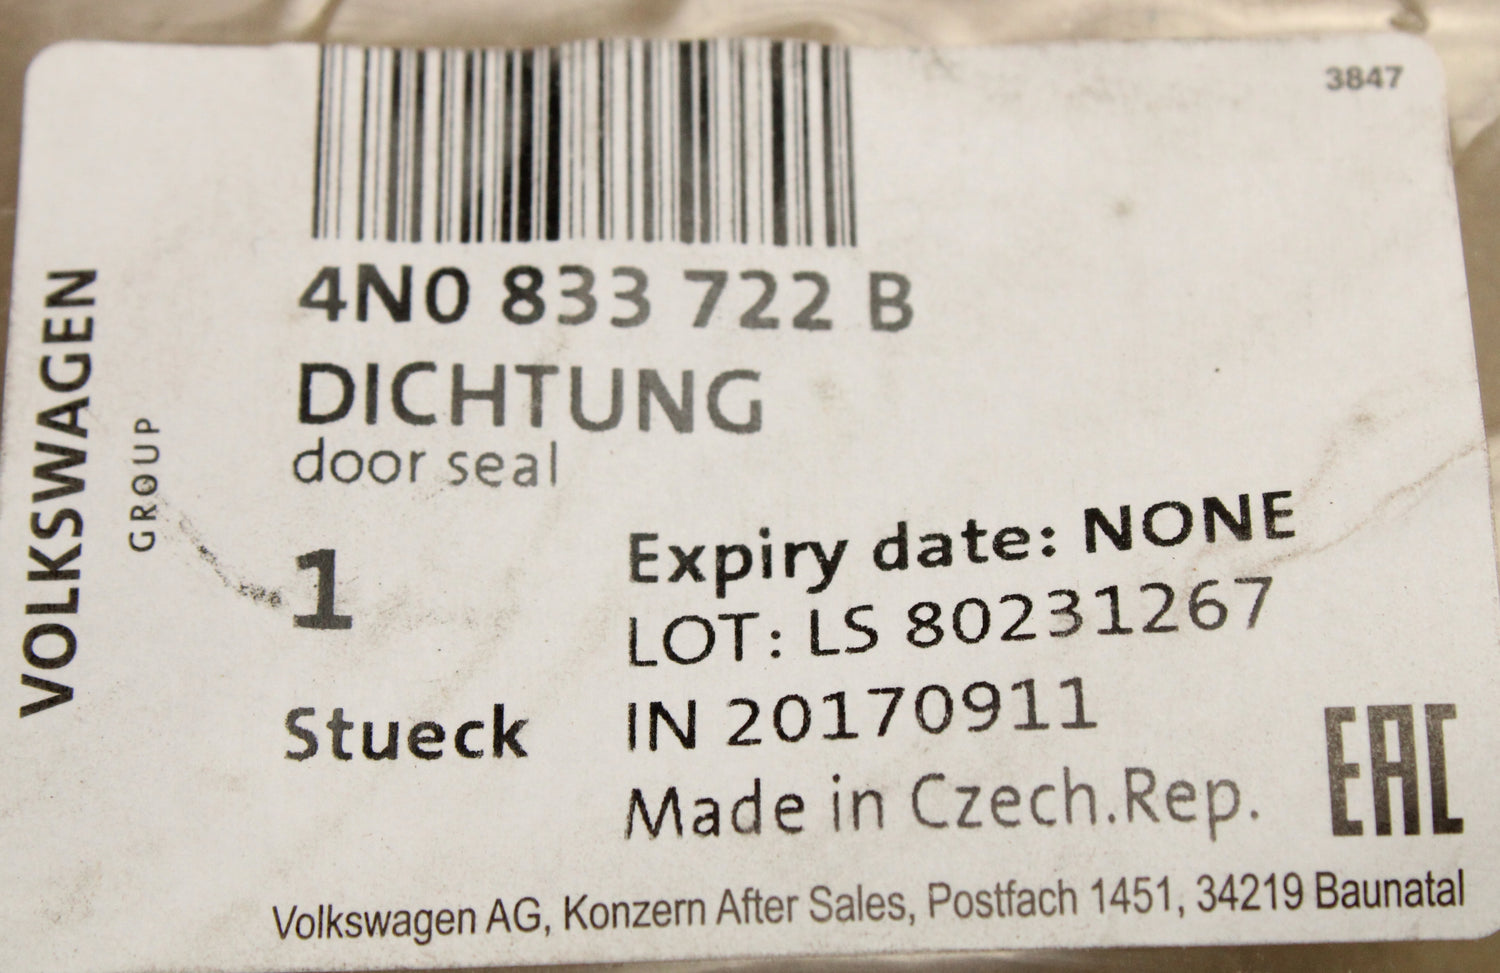 3847
4N0 833 722 B
DICHTUNG
door seal
VOLKSWAGEN
GROUP
1
Stueck
Expiry date: NONE
LOT: LS 80231267
IN 20170911
Made in Czech.Rep.
EAC
Volkswagen AG, Konzern After Sales, Postfach 1451, 34219 Baunatal